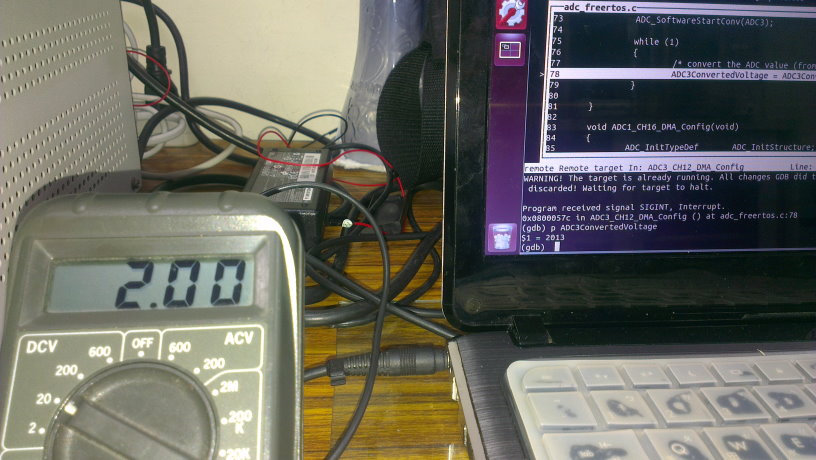 adc_freertos.c
73 ADC_SoftwareStartConv(ADC3);
74
75 while (1)
76 {
77 /* convert the ADC value (from
> 78 ADC3ConvertedVoltage = ADC3Con
79 }
80
81 }
82
83 void ADC1_CH16_DMA_Config(void)
84 {
85 ADC_InitTypeDef ADC_InitStructure;
remote Remote target In: ADC3_CH12_DMA_Config Line:
WARNING! The target is already running. All changes GDB did t
discarded! Waiting for target to halt.
Program received signal SIGINT, Interrupt.
0x0800057c in ADC3_CH12_DMA_Config () at adc_freertos.c:78
(gdb) p ADC3ConvertedVoltage
$1 = 2013
(gdb)
2.00
DCV OFF ACV
600 600
200 200
20 2M
2 200
K
20K